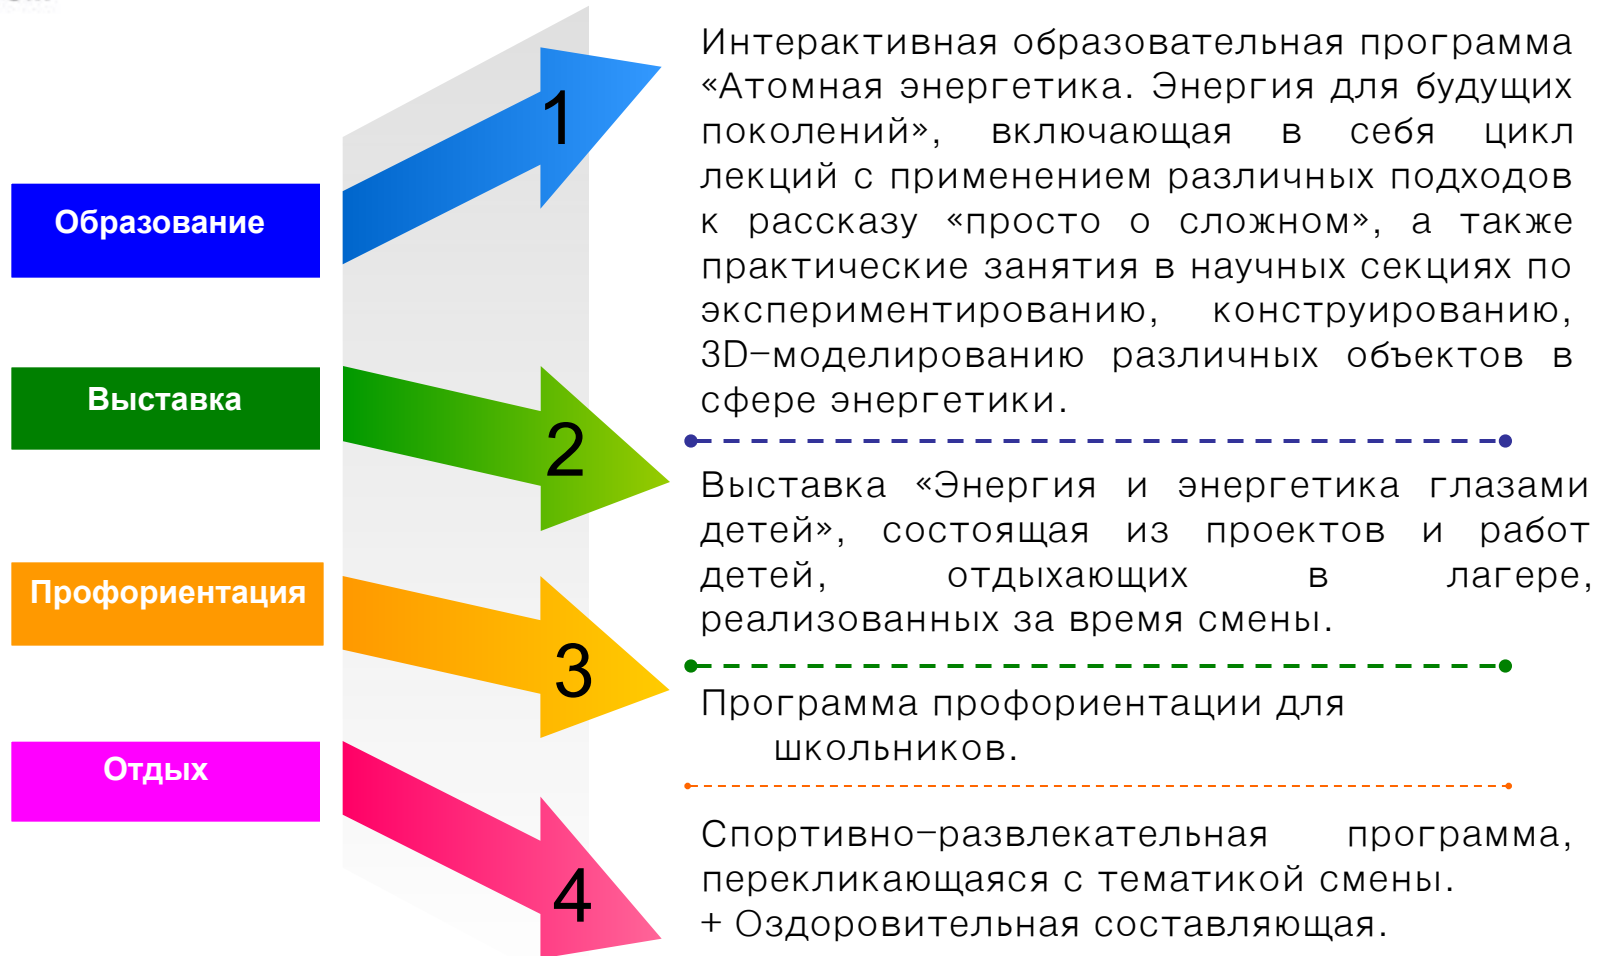 Образование
1
Интерактивная образовательная программа
«Атомная энергетика. Энергия для будущих
поколений», включающая в себя цикл
лекций с применением различных подходов
к рассказу «просто о сложном», а также
практические занятия в научных секциях по
экспериментированию, конструированию,
3D-моделированию различных объектов в
сфере энергетики.
Выставка
2
Выставка «Энергия и энергетика глазами
детей», состоящая из проектов и работ
детей, отдыхающих в лагере,
реализованных за время смены.
Профориентация
3
Программа профориентации для
школьников.
Отдых
4
Спортивно-развлекательная программа,
перекликающаяся с тематикой смены.
+ Оздоровительная составляющая.